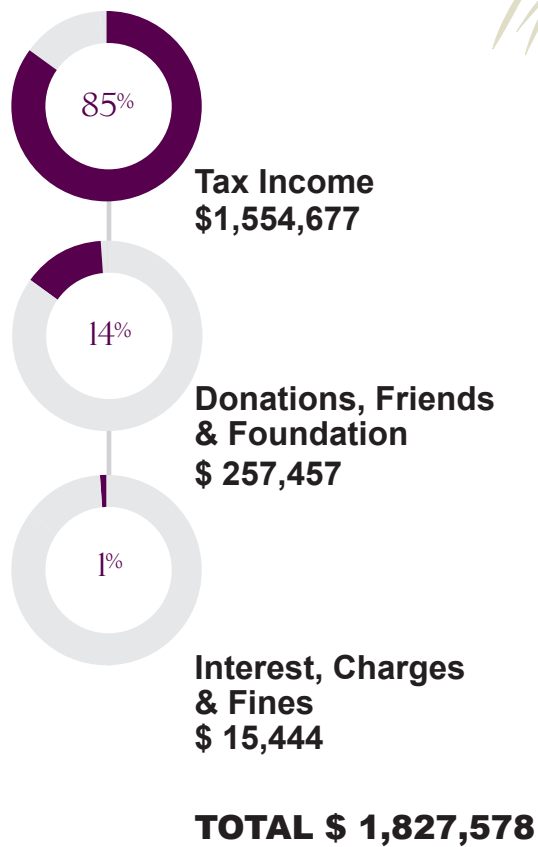 85%
Tax Income
$1,554,677
14%
Donations, Friends
& Foundation
$ 257,457
1%
Interest, Charges
& Fines
$ 15,444
TOTAL $ 1,827,578